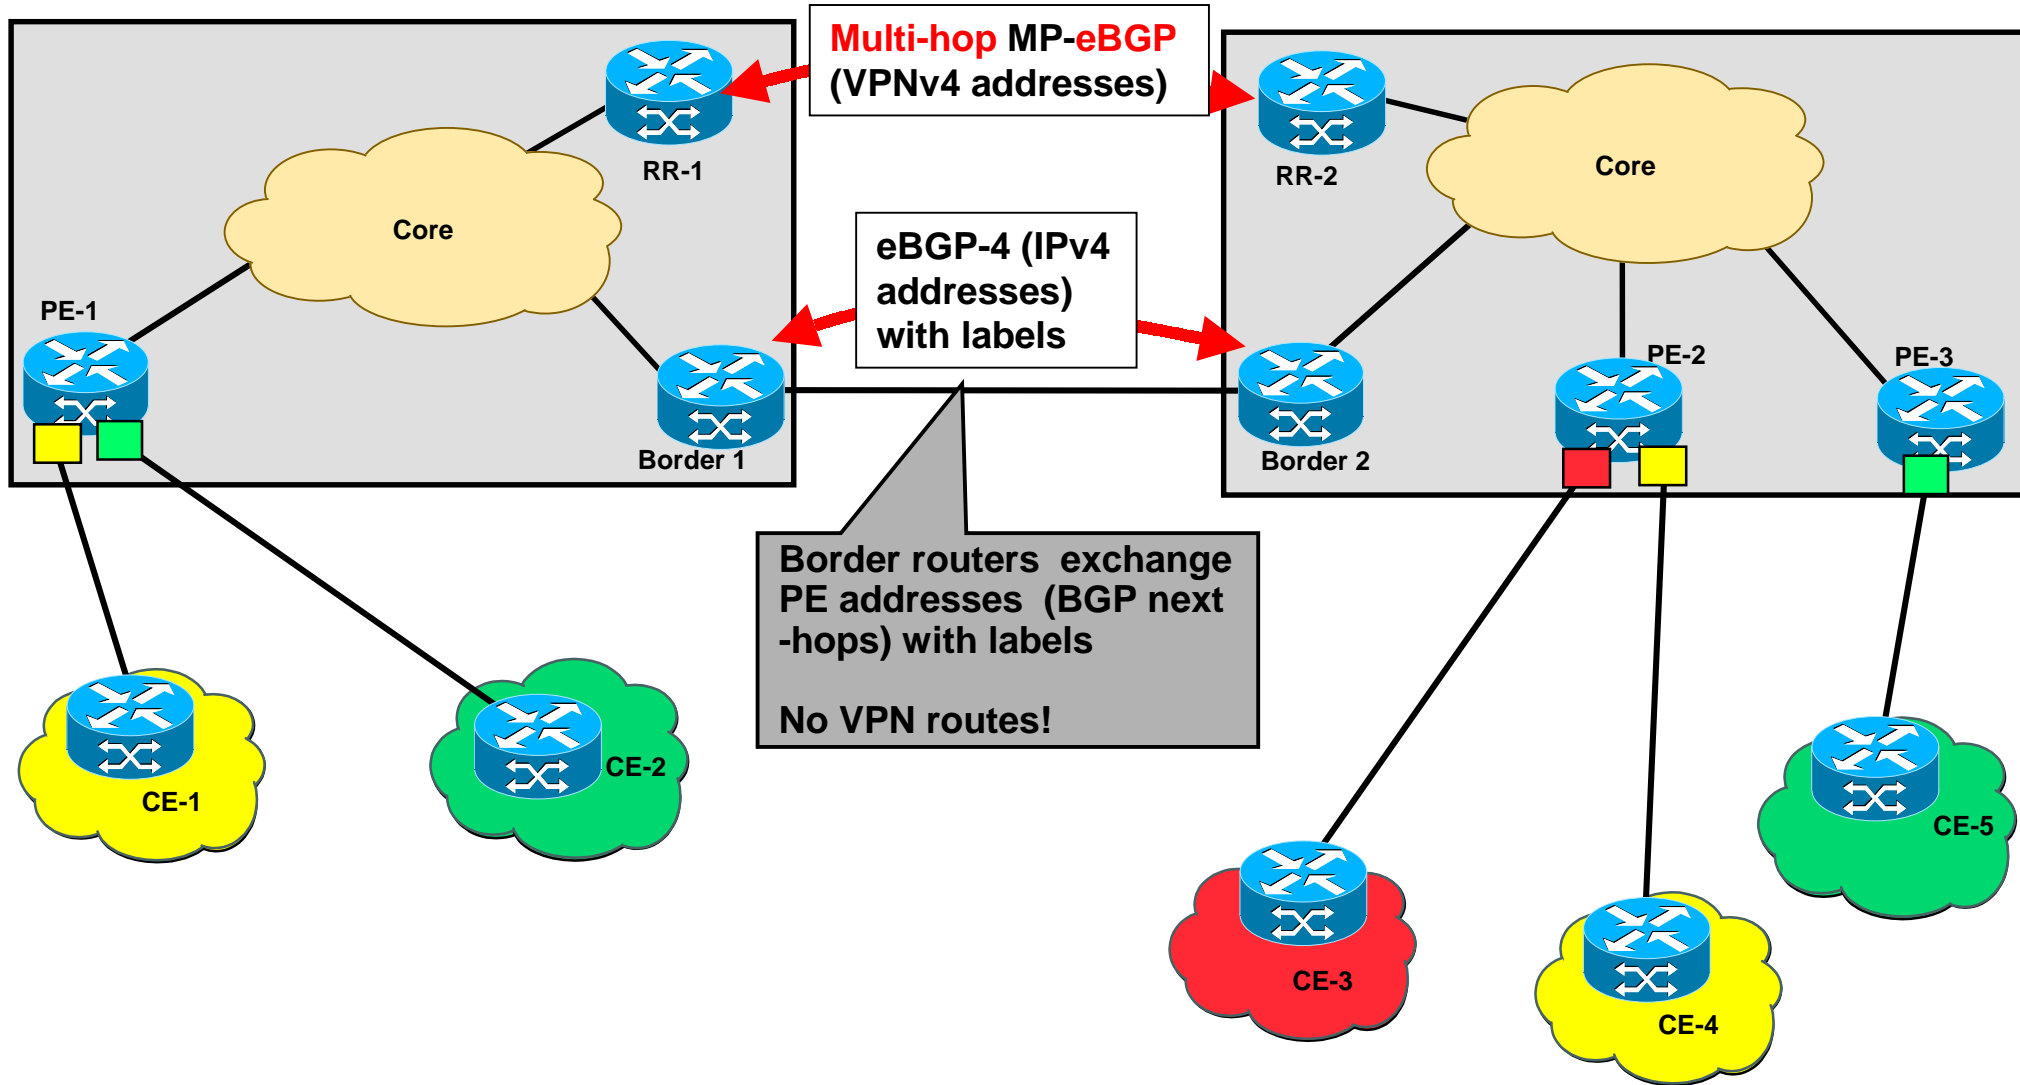 Multi-hop MP-eBGP
(VPNv4 addresses)
RR-1
RR-2
Core
Core
eBGP-4 (IPv4
addresses)
with labels
PE-1
PE-2
PE-3
Border 1
Border 2
Border routers exchange
PE addresses (BGP next
-hops) with labels
No VPN routes!
CE-1
CE-2
CE-3
CE-4
CE-5